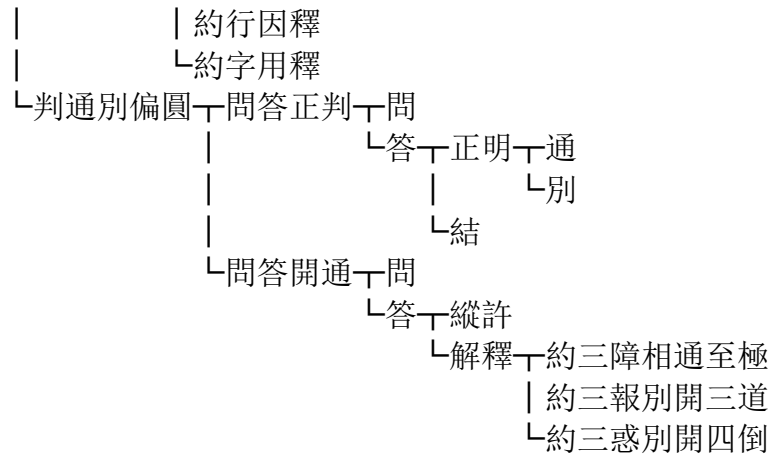 │    │約行因釋
│    └約字用釋
└判通別偏圓┬問答正判┬問
│    └答┬正明┬通
│    │    └別
│    └結
└問答開通┬問
└答┬縱許
└解釋┬約三障相通至極
│約三報別開三道
└約三惑別開四倒